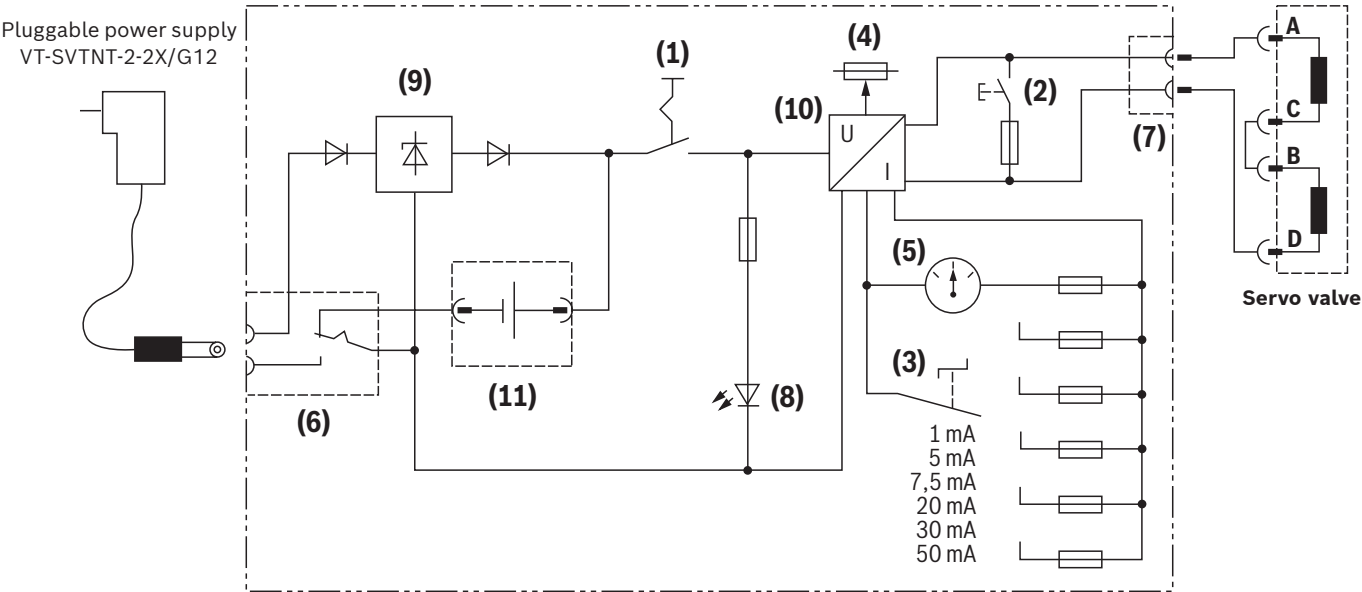 Pluggable power supply
VT-SVTNT-2-2X/G12
(9)
(1)
(4)
(10)
U
I
(2)
(7)
A
C
B
D
Servo valve
(5)
(3)
1 mA
5 mA
7,5 mA
20 mA
30 mA
50 mA
(6)
(11)
(8)